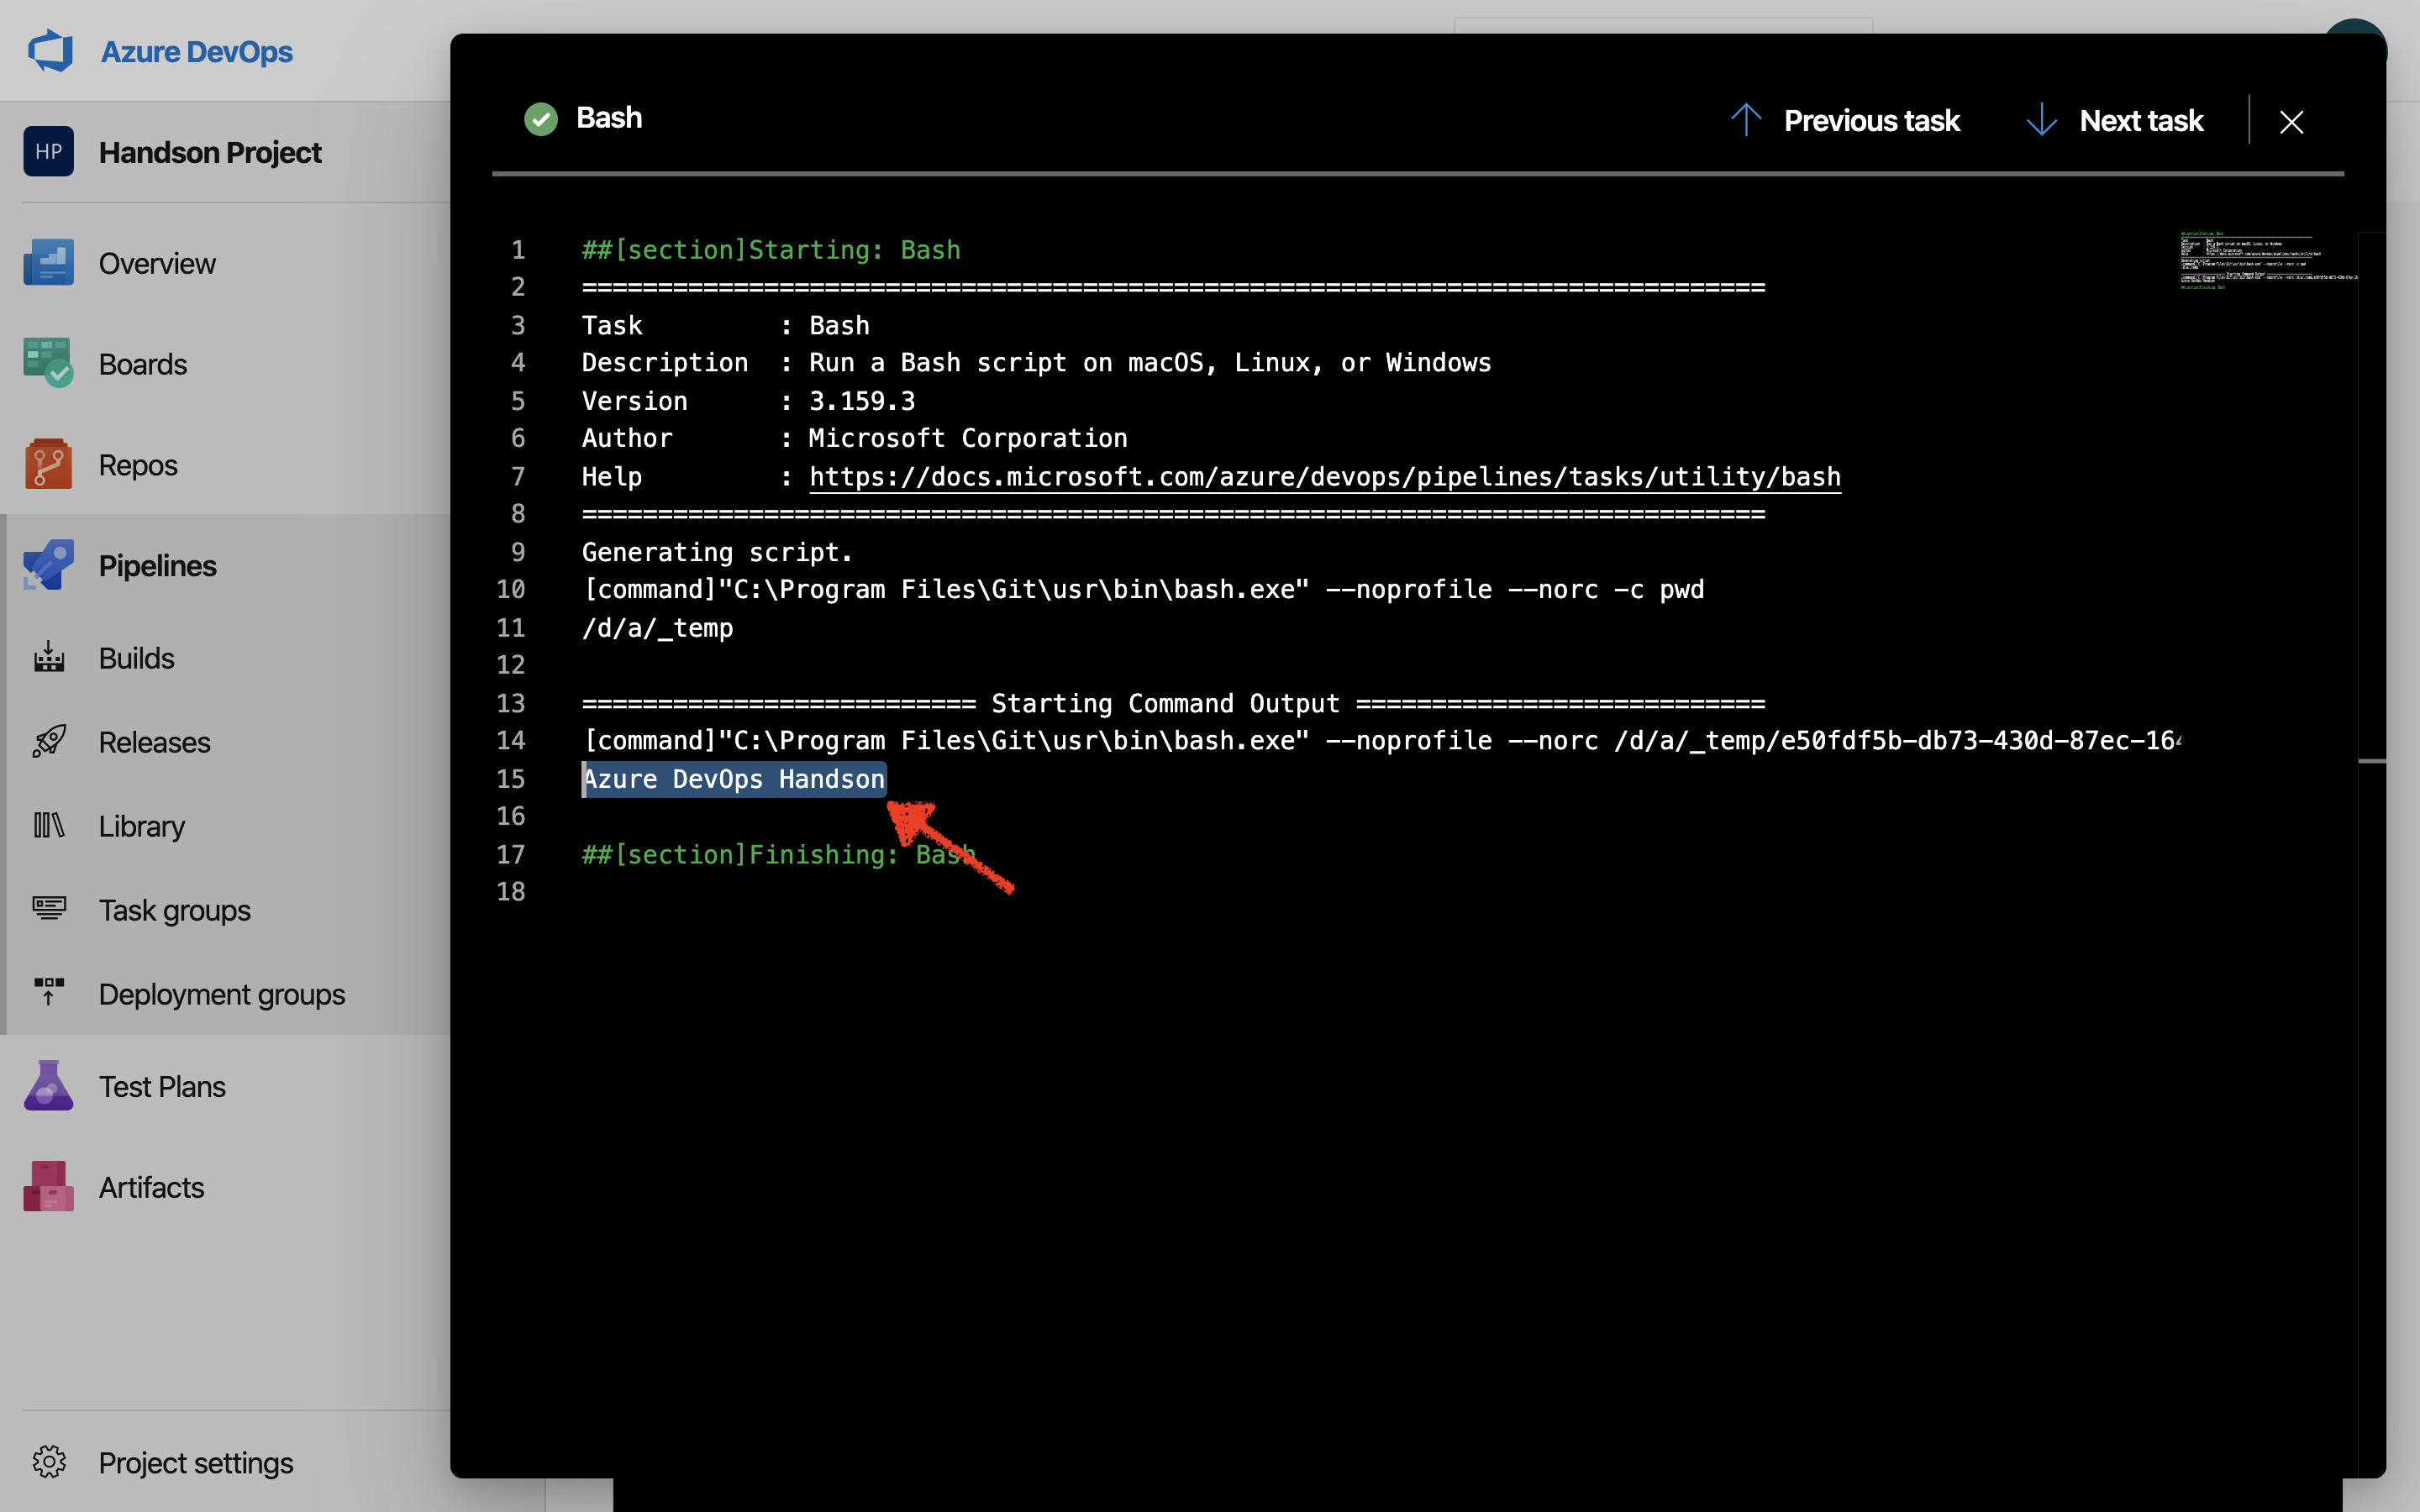 Azure DevOps
HP Handson Project
Overview
Boards
Repos
Pipelines
Builds
Releases
Library
Task groups
Deployment groups
Test Plans
Artifacts
Project settings
Bash
Previous task
Next task
1 ##[section]Starting: Bash
2 ==============================================================================
3 Task         : Bash
4 Description  : Run a Bash script on macOS, Linux, or Windows
5 Version      : 3.159.3
6 Author       : Microsoft Corporation
7 Help         : https://docs.microsoft.com/azure/devops/pipelines/tasks/utility/bash
8 ==============================================================================
9 Generating script.
10 [command]"C:\Program Files\Git\usr\bin\bash.exe" --noprofile --norc -c pwd
11 /d/a/_temp
12
13 ========================== Starting Command Output ===========================
14 [command]"C:\Program Files\Git\usr\bin\bash.exe" --noprofile --norc /d/a/_temp/e50fdf5b-db73-430d-87ec-16
15 Azure DevOps Handson
16
17 ##[section]Finishing: Bash
18